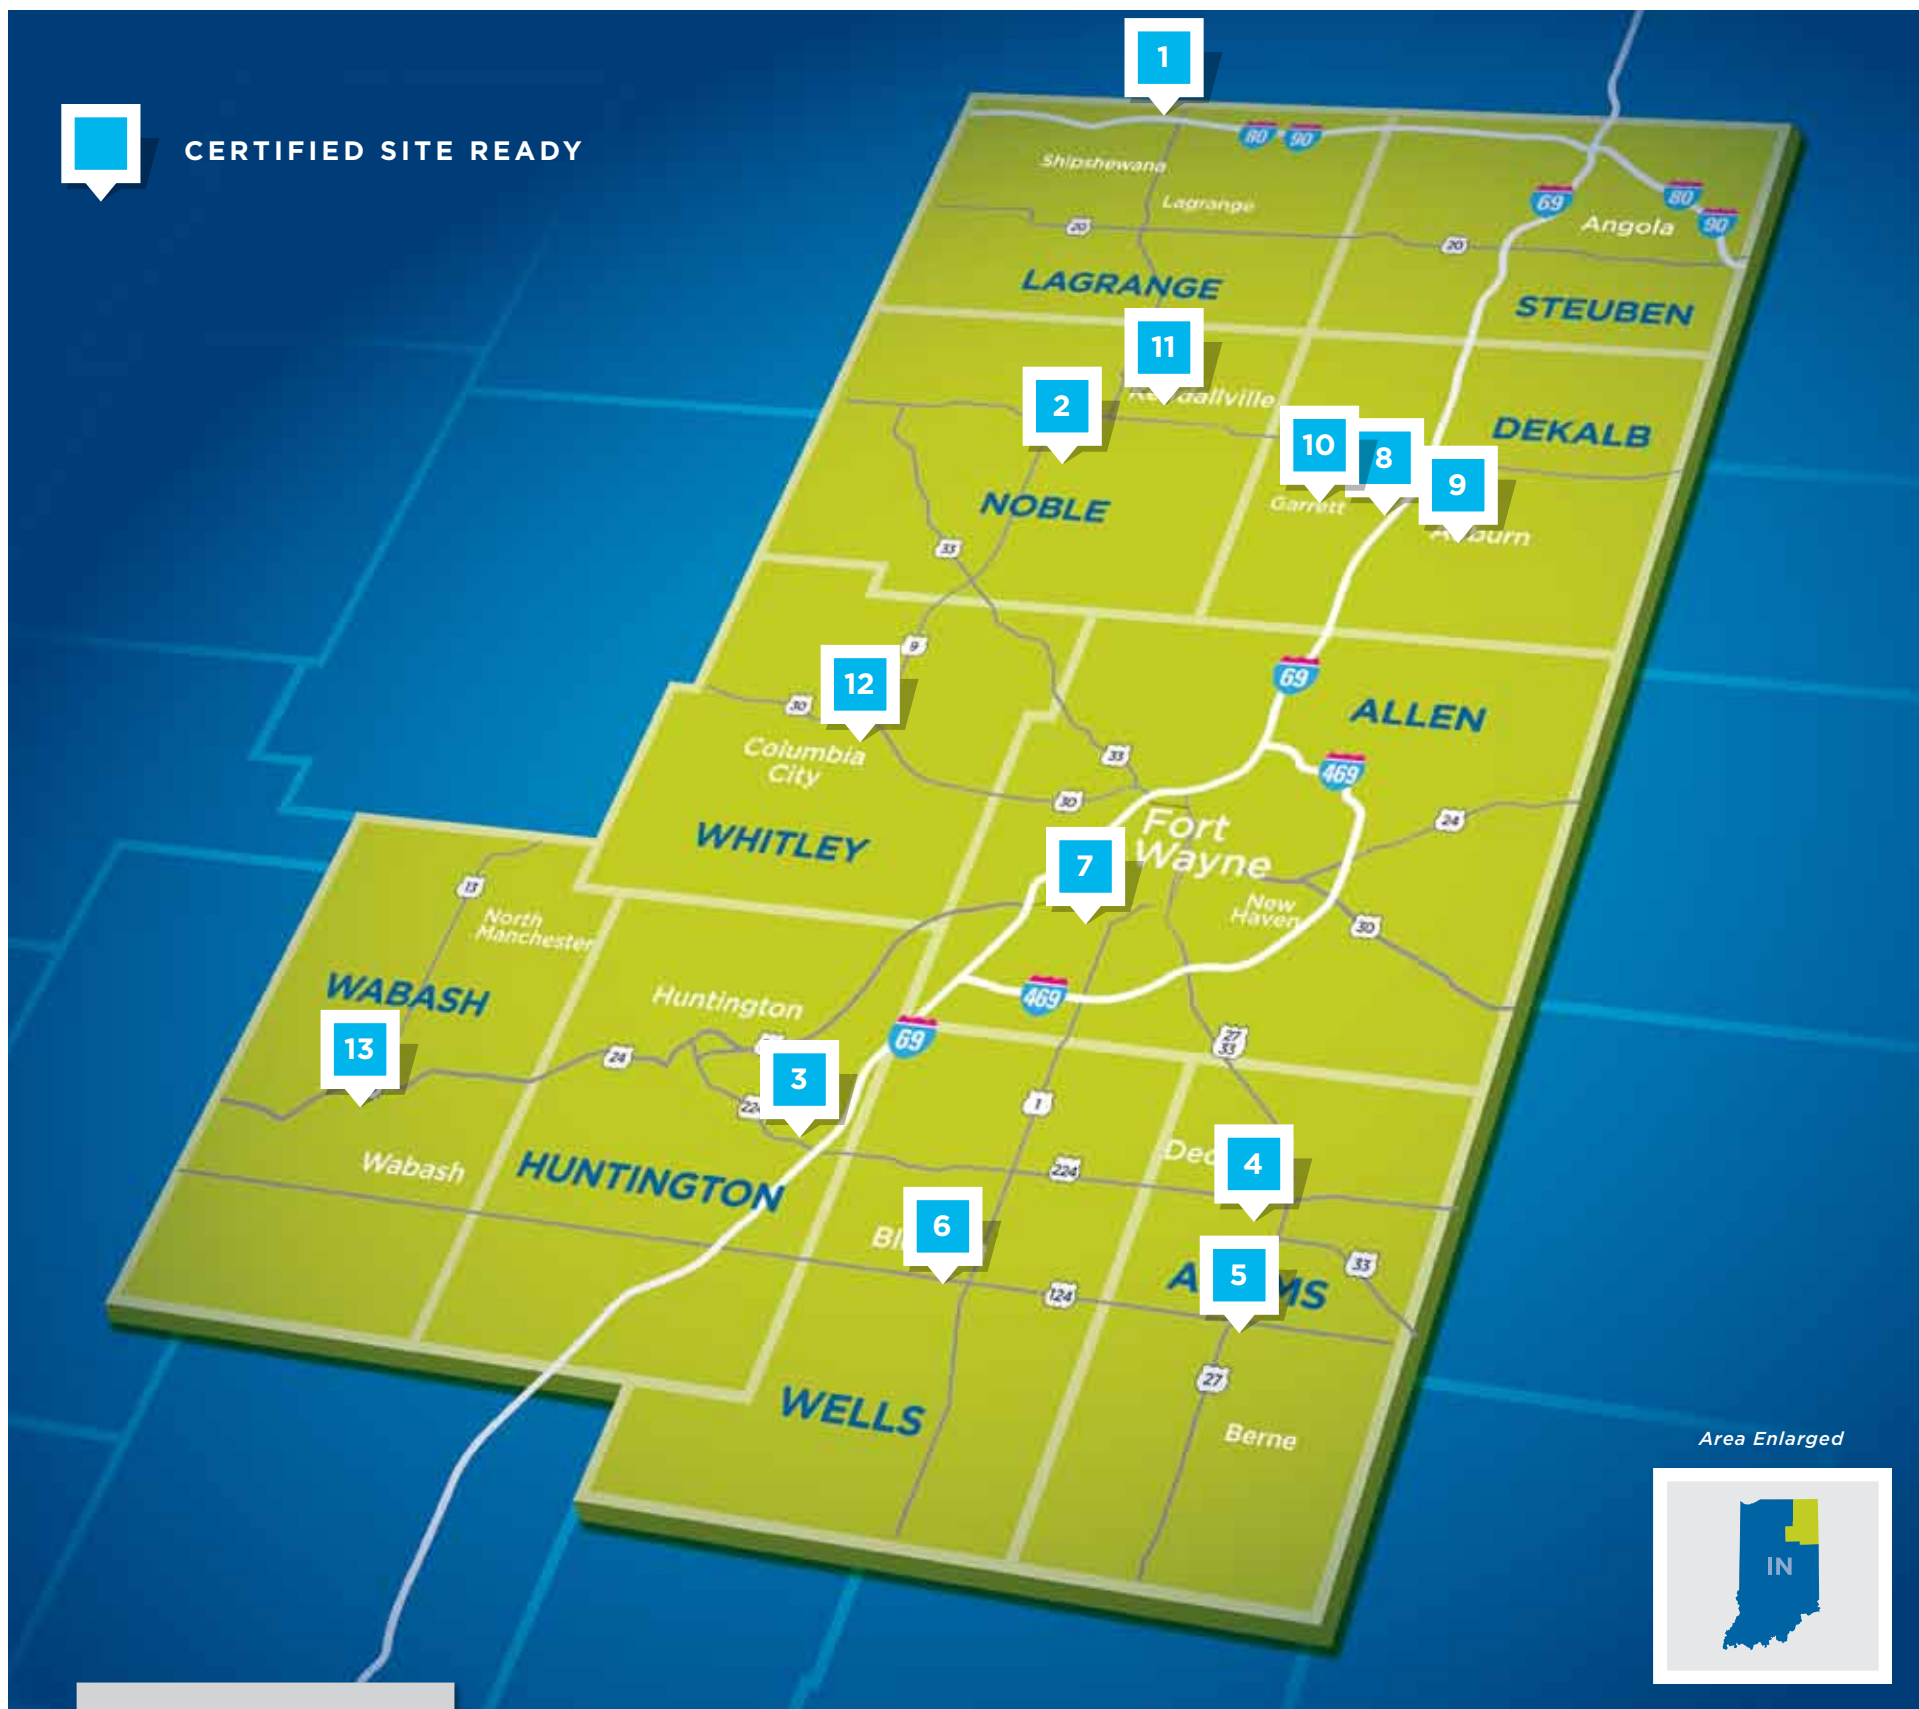 1
CERTIFIED SITE READY
80
90
Shipshewana
69
80
Lagrange
90
Angola
20
20
LAGRANGE
STEUBEN
11
2
10
DEKALB
8
9
NOBLE
Garrett
33
9
69
12
30
ALLEN
Columbia
City
33
469
30
24
Fort
Wayne
WHITLEY
7
13
New
Haven
North
Manchester
30
WABASH
Huntington
469
69
27
33
13
24
3
1
Wabash
HUNTINGTON
224
4
6
124
5
33
27
WELLS
Berne
Area Enlarged
IN